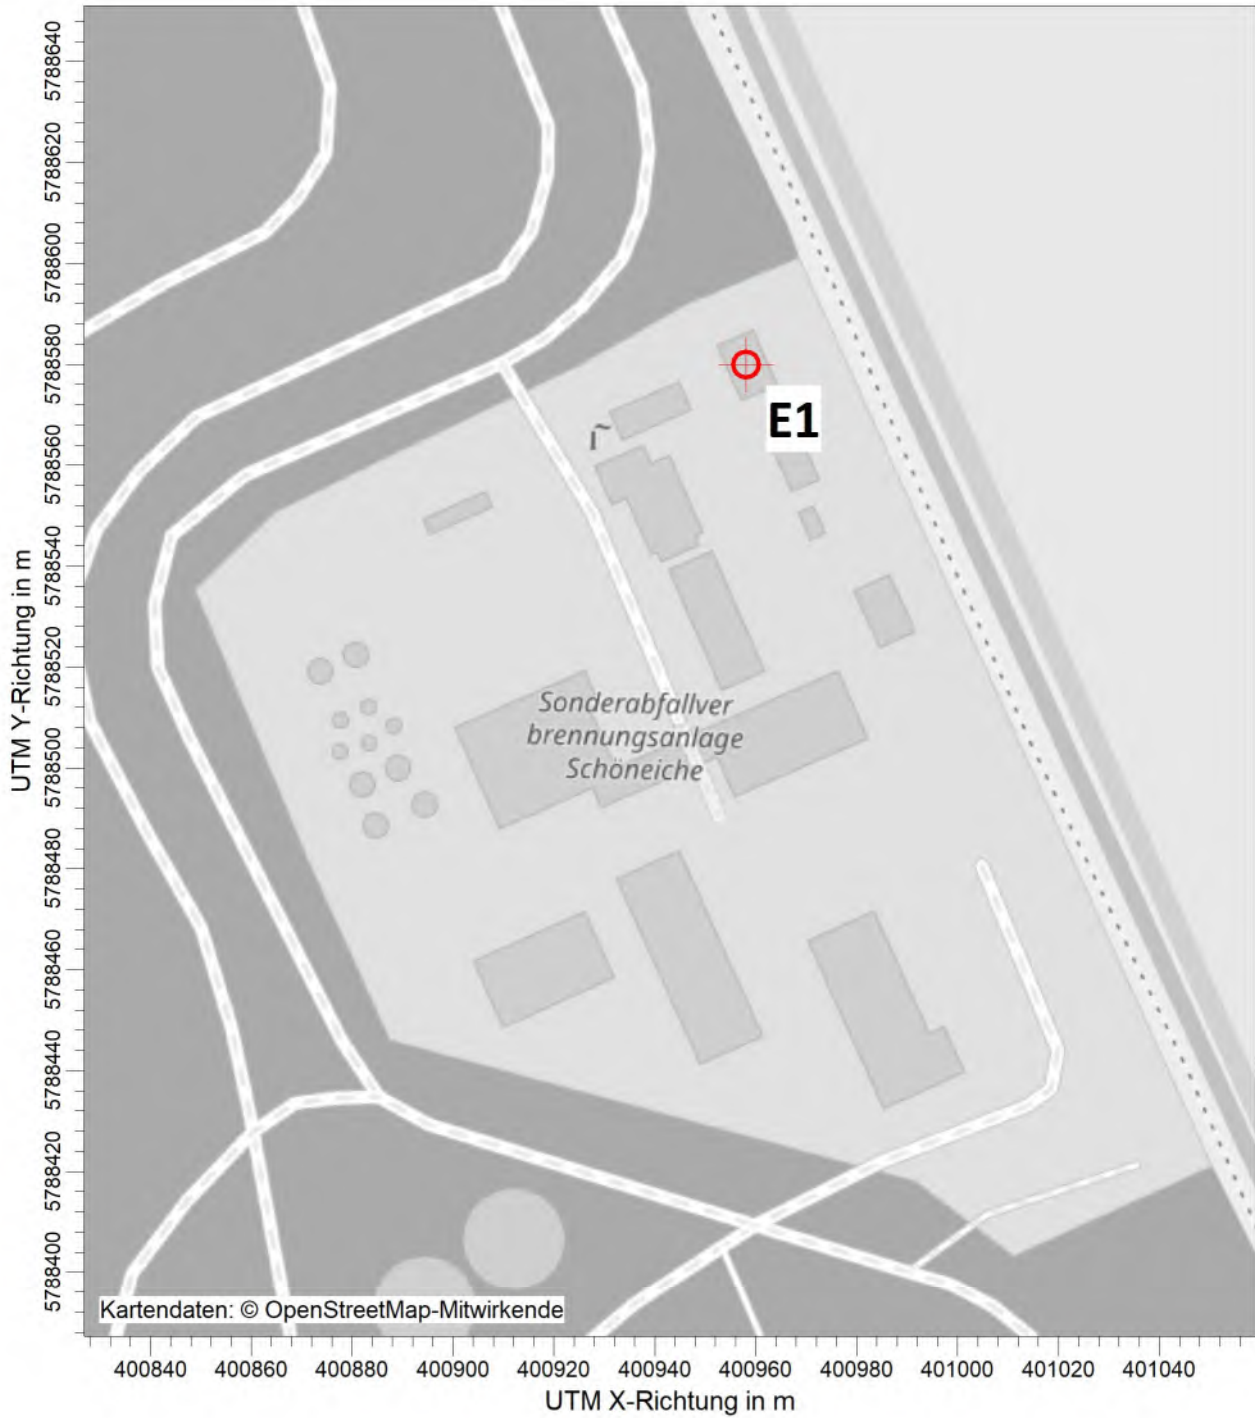 5788640
5788620
5788600
5788580
5788560
5788540
5788520
5788500
5788480
5788460
5788440
5788420
5788400
UTM Y-Richtung in m
E1
Sonderabfallver
brennungsanlage
Schöneiche
Kartendaten: © OpenStreetMap-Mitwirkende
400840 400860 400880 400900 400920 400940 400960 400980 401000 401020 401040
UTM X-Richtung in m